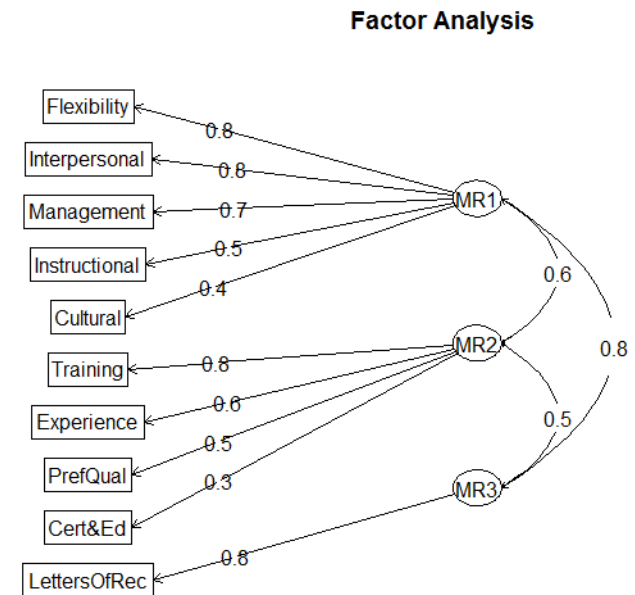 Factor Analysis
Flexibility
0.8
Interpersonal
0.8
MR1
Management
0.7
Instructional
0.5
0.6
Cultural
0.4
Training
0.8
MR2
0.8
Experience
0.6
0.5
PrefQual
0.5
Cert&Ed
0.3
MR3
LettersOfRec
0.8